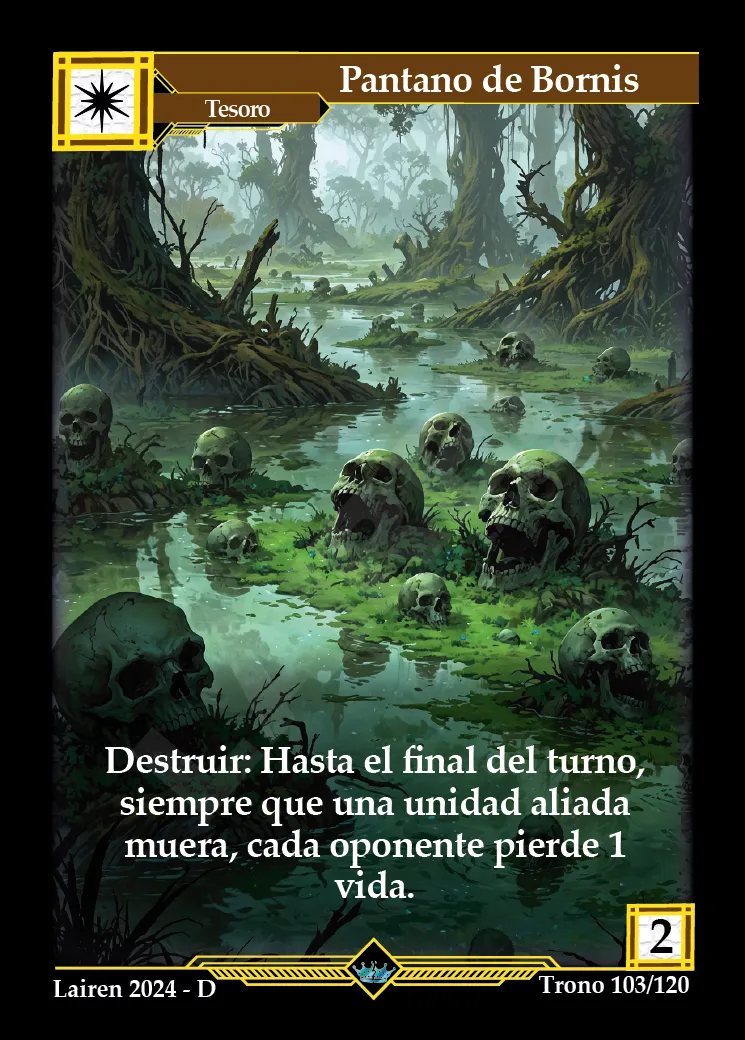 Pantano de Bornis
Tesoro
Destruir: Hasta el final del turno,
siempre que una unidad aliada
muera, cada oponente pierde 1
vida.
2
Lairen 2024 - D
Trono 103/120